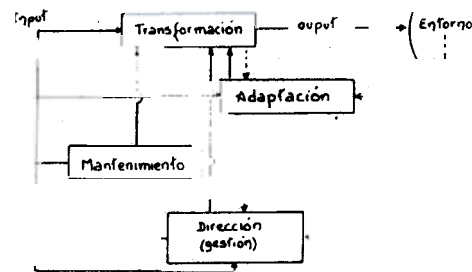 Input
Transformación
ouput
Entorno
Adaptación
Mantenimiento
Dirección
(gestión)